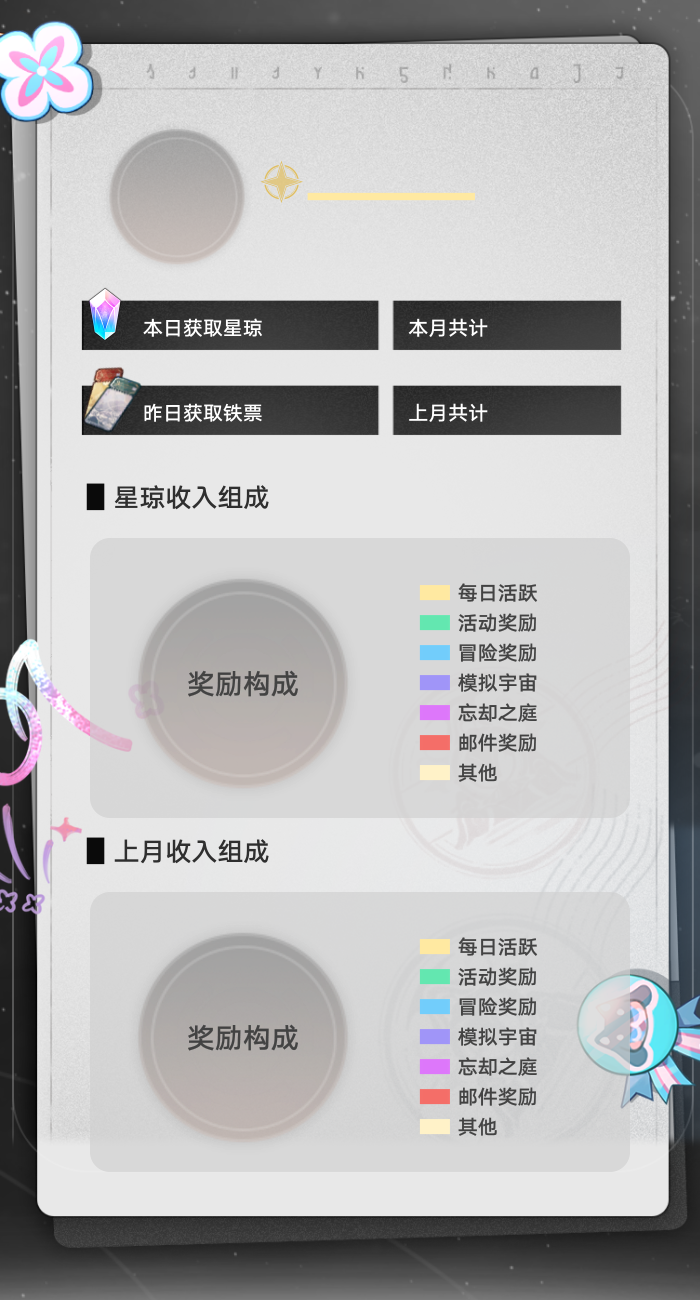 本日获取星琼
本月共计
昨日获取铁票
上月共计
星琼收入组成
奖励构成
每日活跃
活动奖励
冒险奖励
模拟宇宙
忘却之庭
邮件奖励
其他
上月收入组成
奖励构成
每日活跃
活动奖励
冒险奖励
模拟宇宙
忘却之庭
邮件奖励
其他